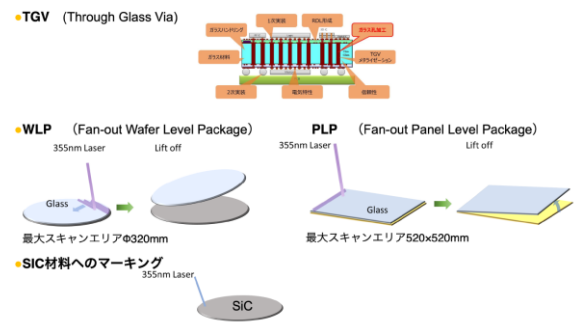 ●TGV (Through Glass Via)
1次実装
RDL形成
ガラスハンドリング
ガラス孔加工
ガラス材料
TGV
メタライゼーション
2次実装
電気特性
信頼性
●WLP （Fan-out Wafer Level Package）
355nm Laser
Lift off
Glass
最大スキャンエリアΦ320mm
PLP （Fan-out Panel Level Package）
355nm Laser
Lift off
Glass
最大スキャンエリア520×520mm
●SIC材料へのマーキング
355nm Laser
SiC